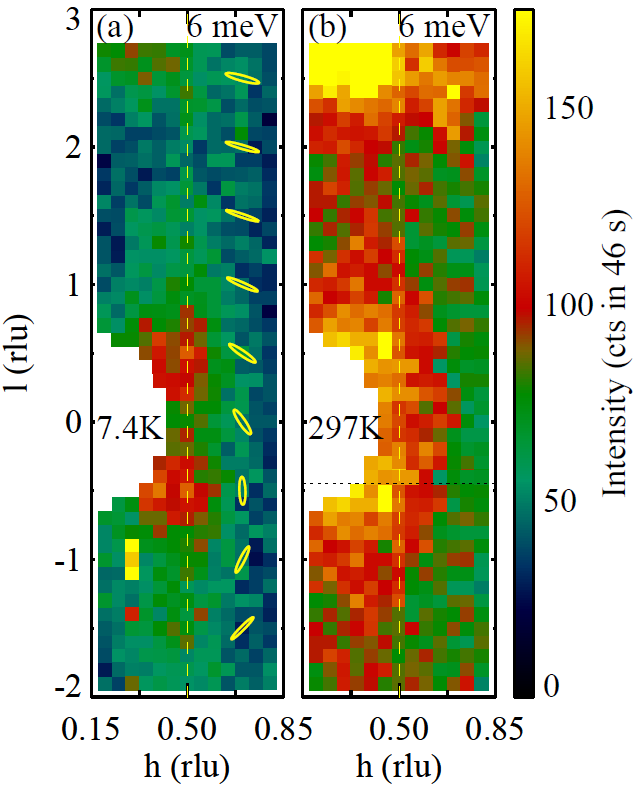 3
(a)
6 meV
(b)
6 meV
2
1
l (rlu)
0
7.4K
297K
-1
-2
0.15
0.50
0.85
0.50
0.85
h (rlu)
h (rlu)
150
100
50
0
Intensity (cts in 46 s)